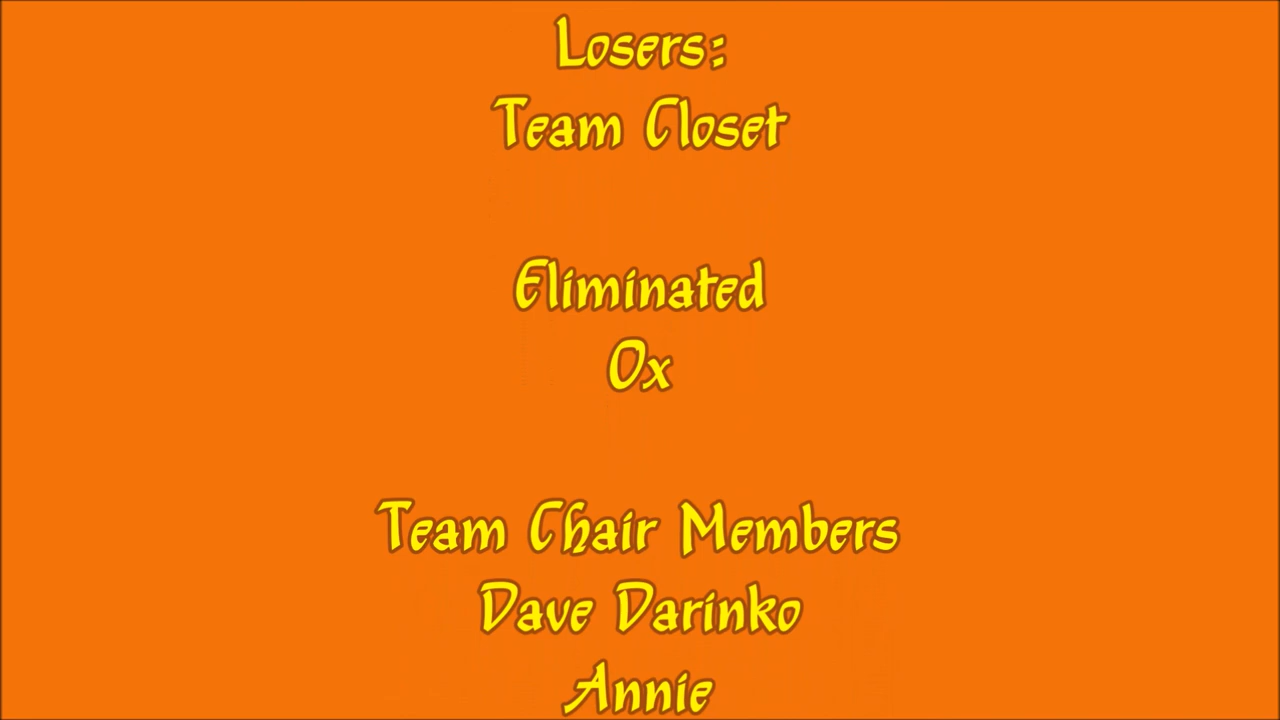 Losers:
Team Closet
Eliminated
Ox
Team Chair Members
Dave Darinko
Annie